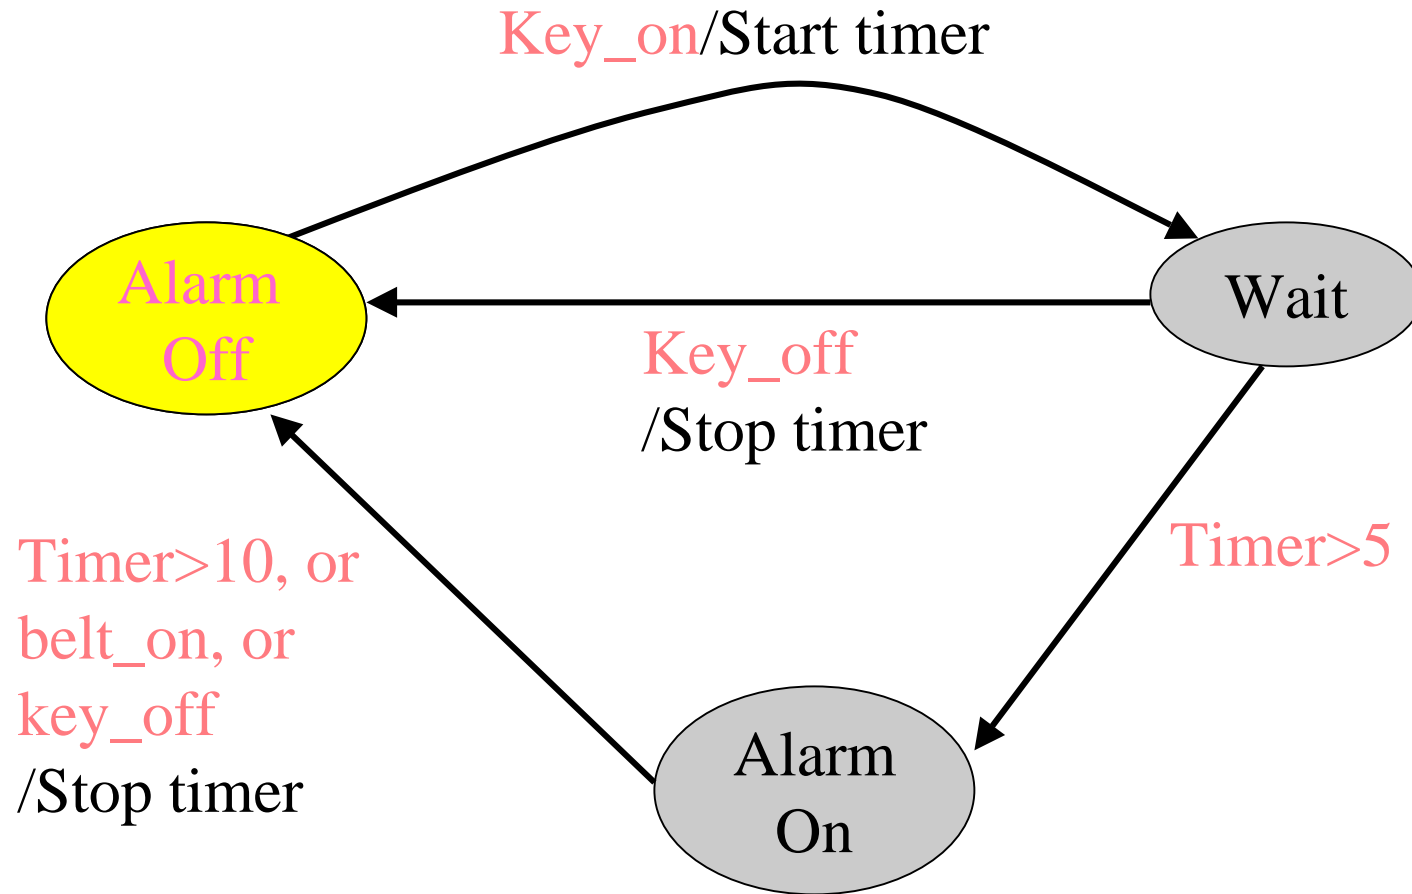 Key_on/Start timer
Alarm
Off
Wait
Key_off
/Stop timer
Timer>10, or
belt_on, or
key_off
/Stop timer
Timer>5
Alarm
On